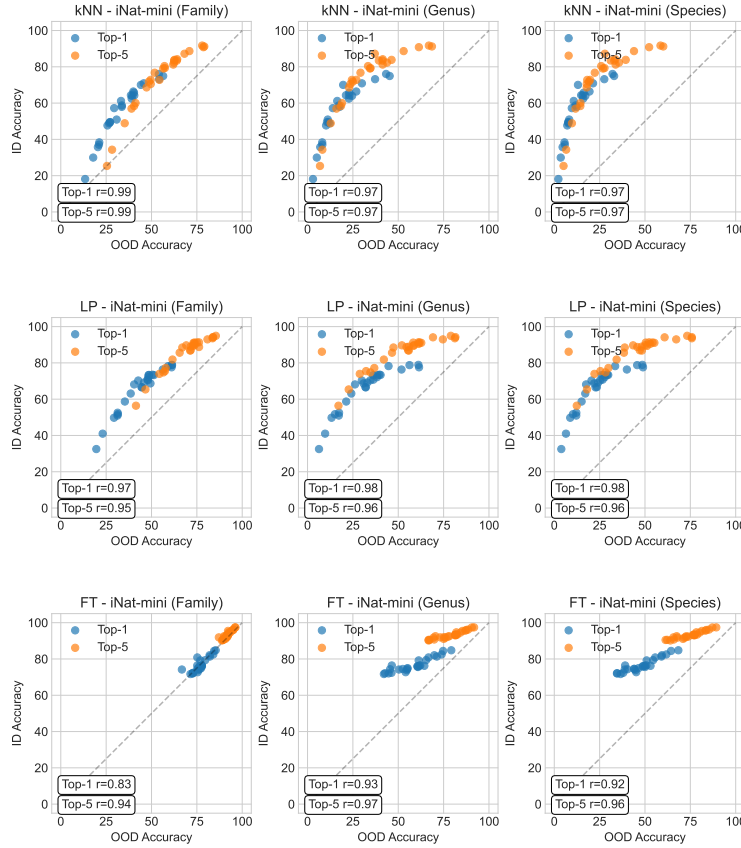 kNN - iNat-mini (Family)
100
80
60
40
20
0
ID Accuracy
Top-1
Top-5
Top-1 r=0.99
Top-5 r=0.99
0 25 50 75 100
OOD Accuracy
kNN - iNat-mini (Genus)
100
80
60
40
20
0
ID Accuracy
Top-1
Top-5
Top-1 r=0.97
Top-5 r=0.97
0 25 50 75 100
OOD Accuracy
kNN - iNat-mini (Species)
100
80
60
40
20
0
ID Accuracy
Top-1
Top-5
Top-1 r=0.97
Top-5 r=0.97
0 25 50 75 100
OOD Accuracy
LP - iNat-mini (Family)
100
80
60
40
20
0
ID Accuracy
Top-1
Top-5
Top-1 r=0.97
Top-5 r=0.95
0 25 50 75 100
OOD Accuracy
LP - iNat-mini (Genus)
100
80
60
40
20
0
ID Accuracy
Top-1
Top-5
Top-1 r=0.98
Top-5 r=0.96
0 25 50 75 100
OOD Accuracy
LP - iNat-mini (Species)
100
80
60
40
20
0
ID Accuracy
Top-1
Top-5
Top-1 r=0.98
Top-5 r=0.96
0 25 50 75 100
OOD Accuracy
FT - iNat-mini (Family)
100
80
60
40
20
0
ID Accuracy
Top-1
Top-5
Top-1 r=0.83
Top-5 r=0.94
0 25 50 75 100
OOD Accuracy
FT - iNat-mini (Genus)
100
80
60
40
20
0
ID Accuracy
Top-1
Top-5
Top-1 r=0.93
Top-5 r=0.97
0 25 50 75 100
OOD Accuracy
FT - iNat-mini (Species)
100
80
60
40
20
0
ID Accuracy
Top-1
Top-5
Top-1 r=0.92
Top-5 r=0.96
0 25 50 75 100
OOD Accuracy